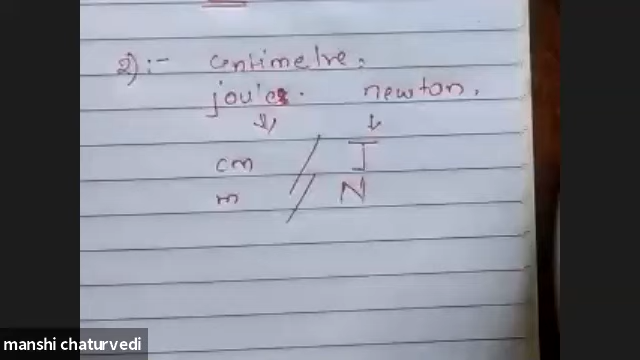 2) :- centimetre,
joules. newton.
↓ ↓
cm / J
m // N
manshi chaturvedi